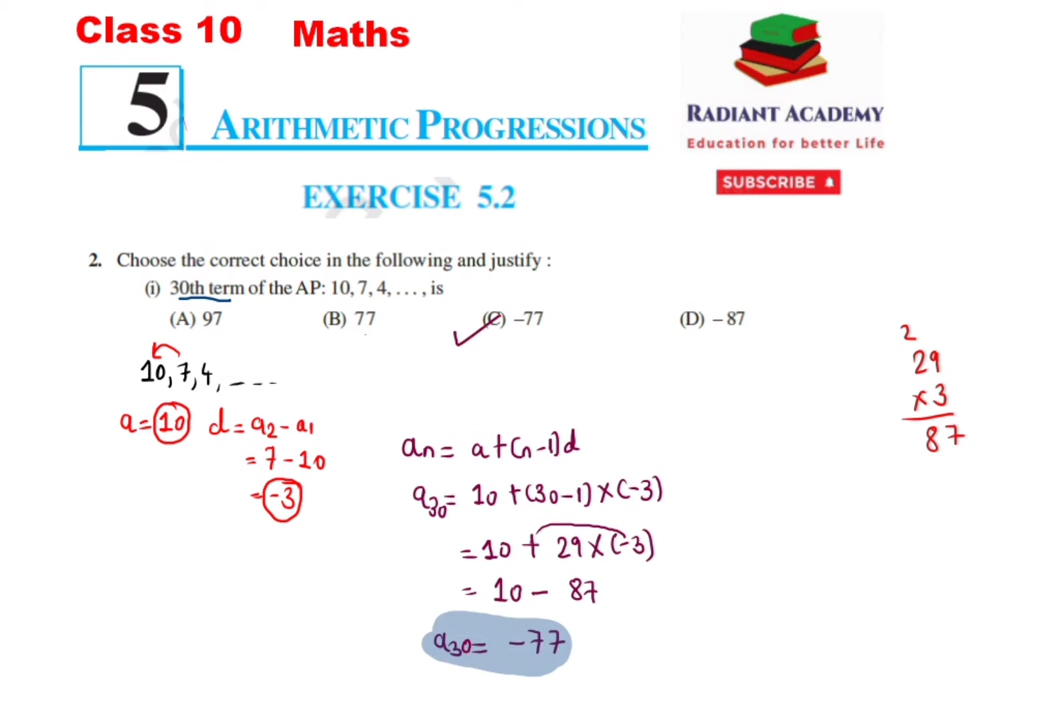 Class 10 Maths
5
ARITHMETIC PROGRESSIONS
RADIANT ACADEMY
Education for better Life
SUBSCRIBE
EXERCISE 5.2
2. Choose the correct choice in the following and justify :
(i) 30th term of the AP: 10, 7, 4, . . . , is
(A) 97 (B) 77 (C) –77 (D) – 87
10, 7, 4, - - - -
a = 10 d = a2 - a1
= 7 - 10
= -3
an = a + (n - 1)d
a30 = 10 + (30 - 1) × (-3)
= 10 + 29 × (-3)
= 10 - 87
a30 = -77
2
29
×3
87